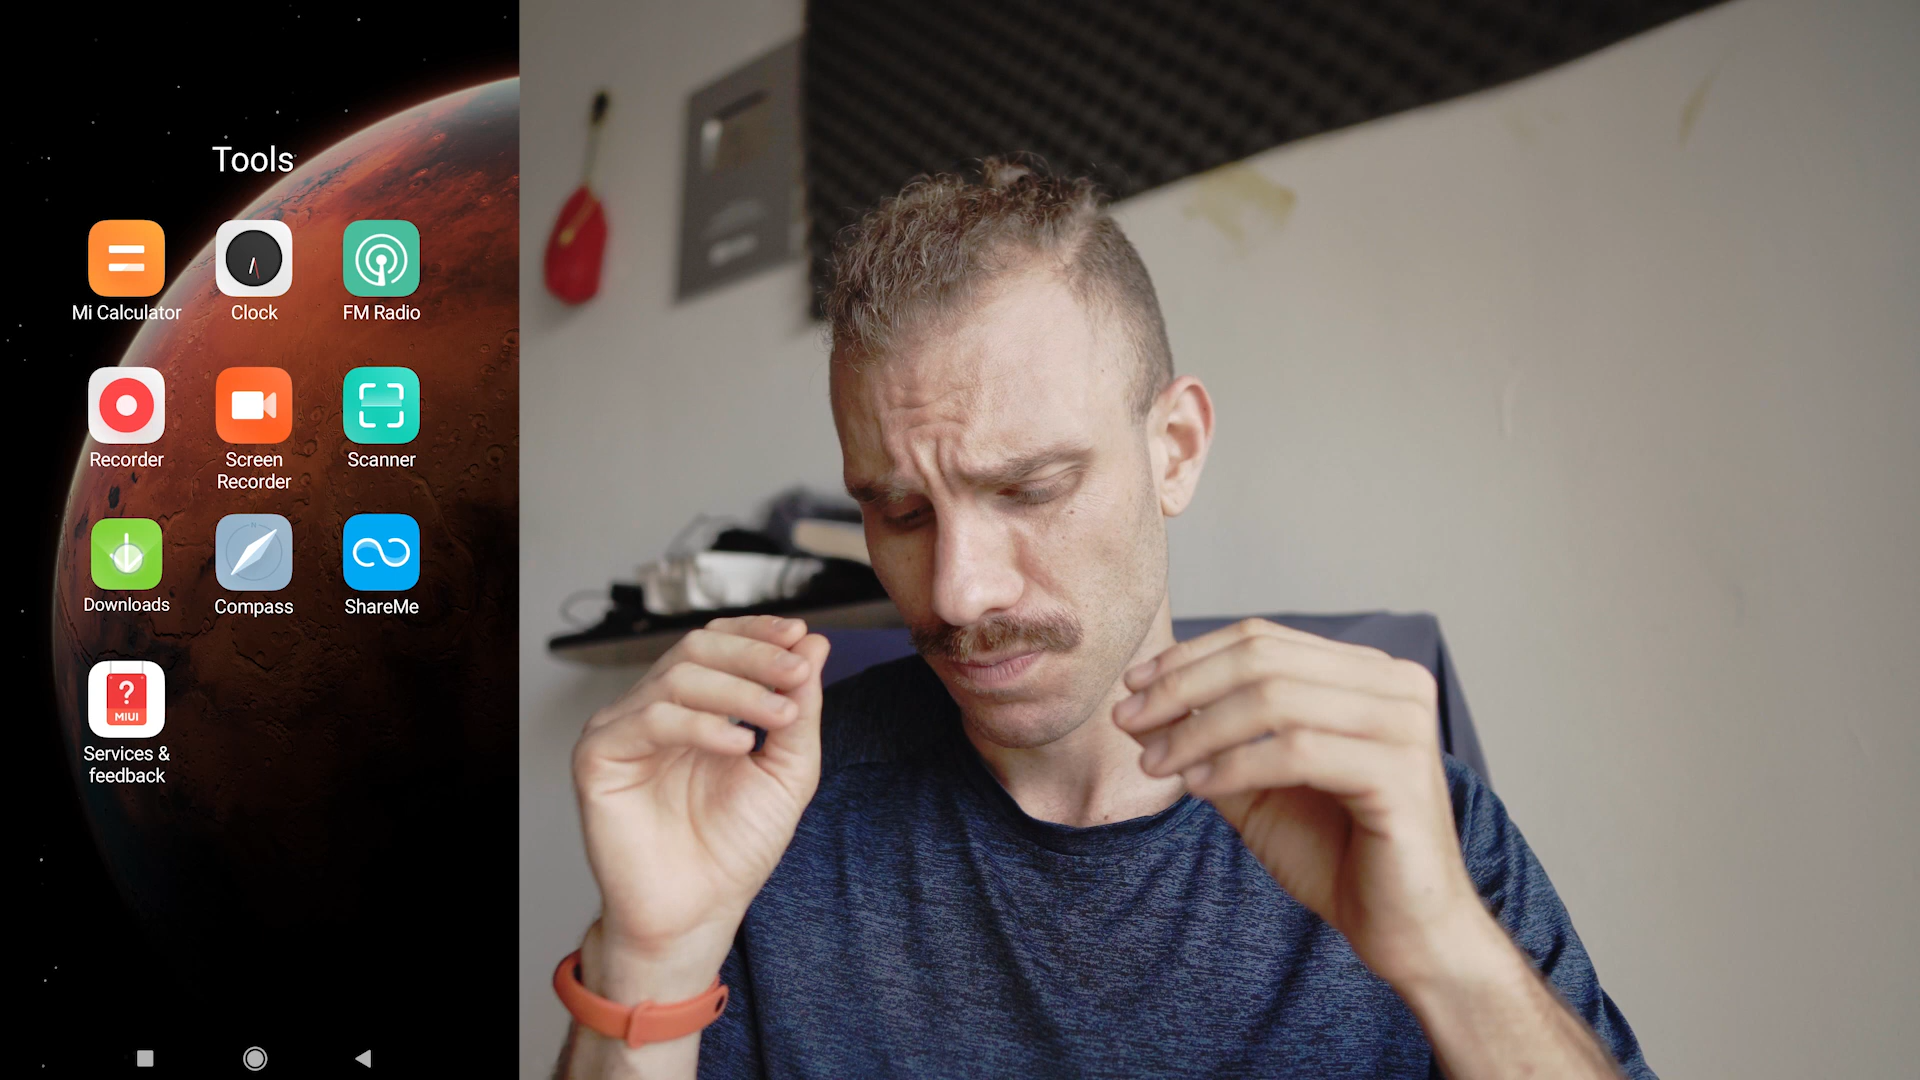 Tools
Mi Calculator
Clock
FM Radio
Recorder
Screen
Recorder
Scanner
Downloads
Compass
ShareMe
?
MIUI
Services &
feedback